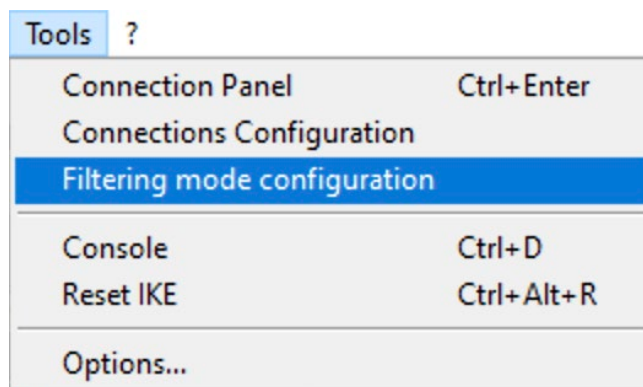 Tools ?
Connection Panel Ctrl+Enter
Connections Configuration
Filtering mode configuration
Console Ctrl+D
Reset IKE Ctrl+Alt+R
Options...